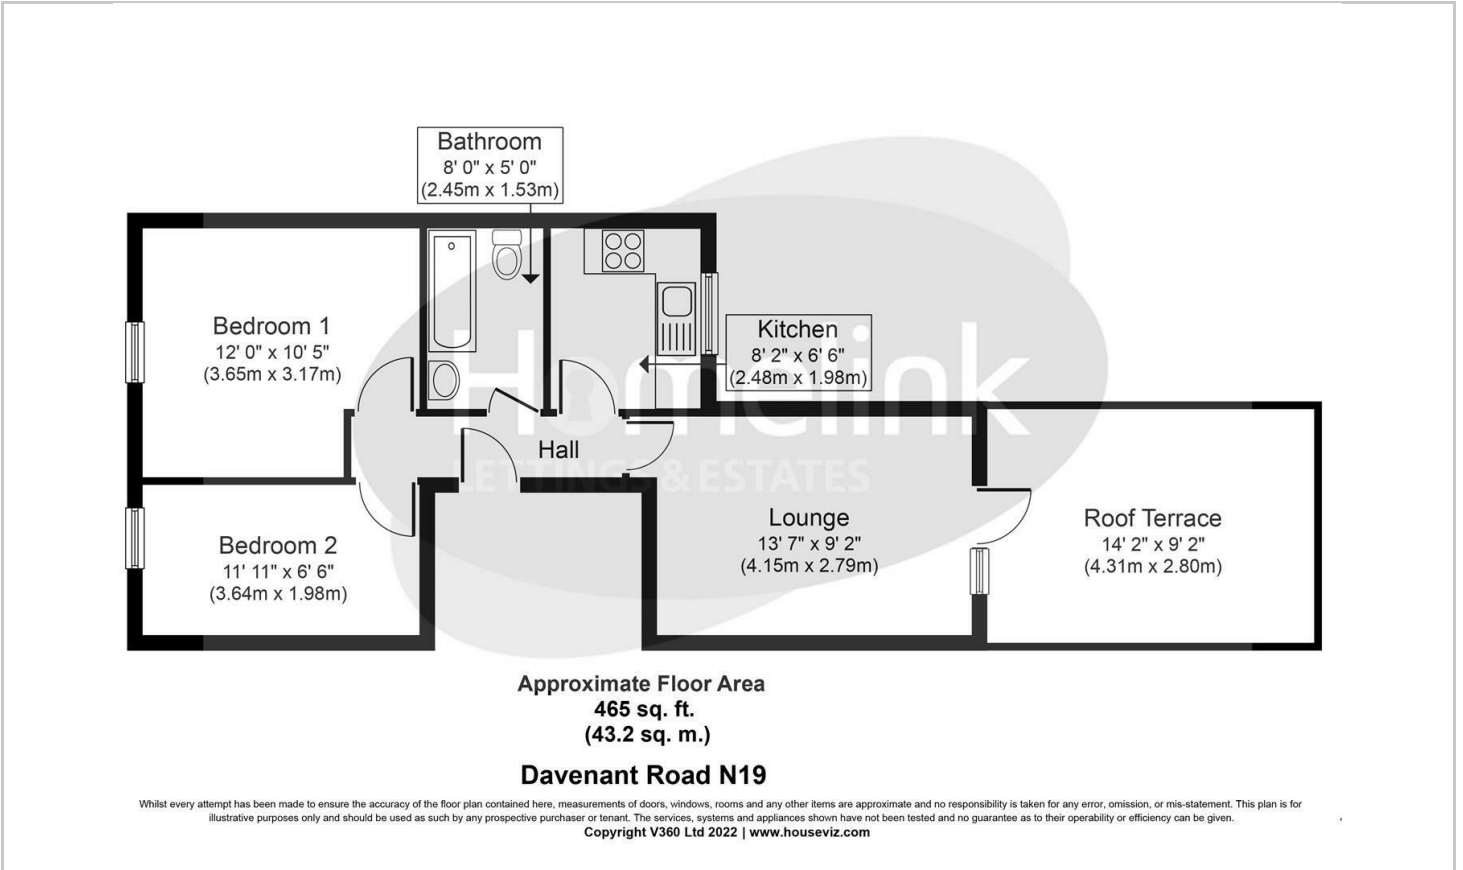 Bathroom
8' 0" x 5' 0"
(2.45m x 1.53m)
Bedroom 1
12' 0" x 10' 5"
(3.65m x 3.17m)
Kitchen
8' 2" x 6' 6"
(2.48m x 1.98m)
Homelink
LETTINGS & ESTATES
Hall
Lounge
13' 7" x 9' 2"
(4.15m x 2.79m)
Roof Terrace
14' 2" x 9' 2"
(4.31m x 2.80m)
Bedroom 2
11' 11" x 6' 6"
(3.64m x 1.98m)
Approximate Floor Area
465 sq. ft.
(43.2 sq. m.)
Davenant Road N19
Whilst every attempt has been made to ensure the accuracy of the floor plan contained here, measurements of doors, windows, rooms and any other items are approximate and no responsibility is taken for any error, omission, or mis-statement. This plan is for
illustrative purposes only and should be used as such by any prospective purchaser or tenant. The services, systems and appliances shown have not been tested and no guarantee as to their operability or efficiency can be given.
Copyright V360 Ltd 2022 | www.houseviz.com